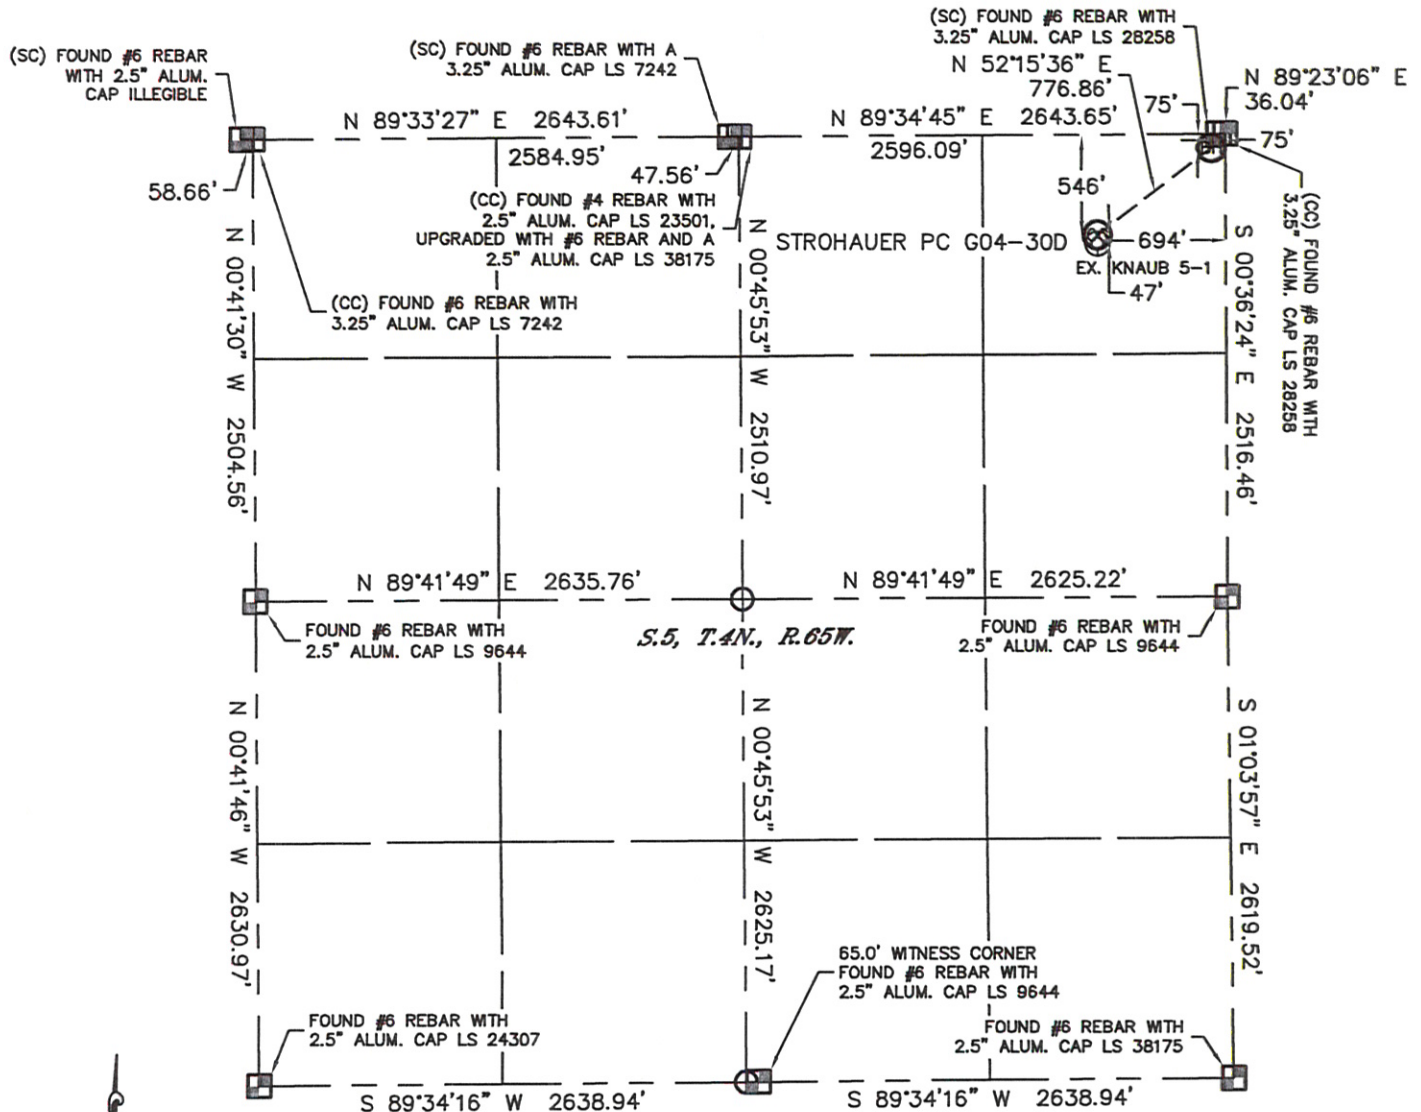 (SC) FOUND #6 REBAR
WITH 2.5" ALUM.
CAP ILLEGIBLE
(SC) FOUND #6 REBAR WITH A
3.25" ALUM. CAP LS 7242
(SC) FOUND #6 REBAR WITH
3.25" ALUM. CAP LS 28258
N 52°15'36" E
776.86'
75'
N 89°23'06" E
36.04'
75'
N 89°33'27" E 2643.61'
2584.95'
N 89°34'45" E 2643.65'
2596.09'
58.66'
47.56'
(CC) FOUND #4 REBAR WITH
2.5" ALUM. CAP LS 23501,
UPGRADED WITH #6 REBAR AND A
2.5" ALUM. CAP LS 38175
546'
STROHAUER PC G04-30D
694'
EX. KNAUB 5-1
47'
(CC) FOUND #6 REBAR WITH
3.25" ALUM. CAP LS 28258
(CC) FOUND #6 REBAR WITH
3.25" ALUM. CAP LS 7242
N 00°41'30" W 2504.56'
N 00°45'53" W 2510.97'
S 00°36'24" E 2516.46'
N 89°41'49" E 2635.76'
N 89°41'49" E 2625.22'
FOUND #6 REBAR WITH
2.5" ALUM. CAP LS 9644
S.5, T.4N., R.65W.
FOUND #6 REBAR WITH
2.5" ALUM. CAP LS 9644
N 00°41'46" W 2630.97'
N 00°45'53" W 2625.17'
S 01°03'57" E 2619.52'
65.0' WITNESS CORNER
FOUND #6 REBAR WITH
2.5" ALUM. CAP LS 9644
FOUND #6 REBAR WITH
2.5" ALUM. CAP LS 24307
FOUND #6 REBAR WITH
2.5" ALUM. CAP LS 38175
S 89°34'16" W 2638.94'
S 89°34'16" W 2638.94'